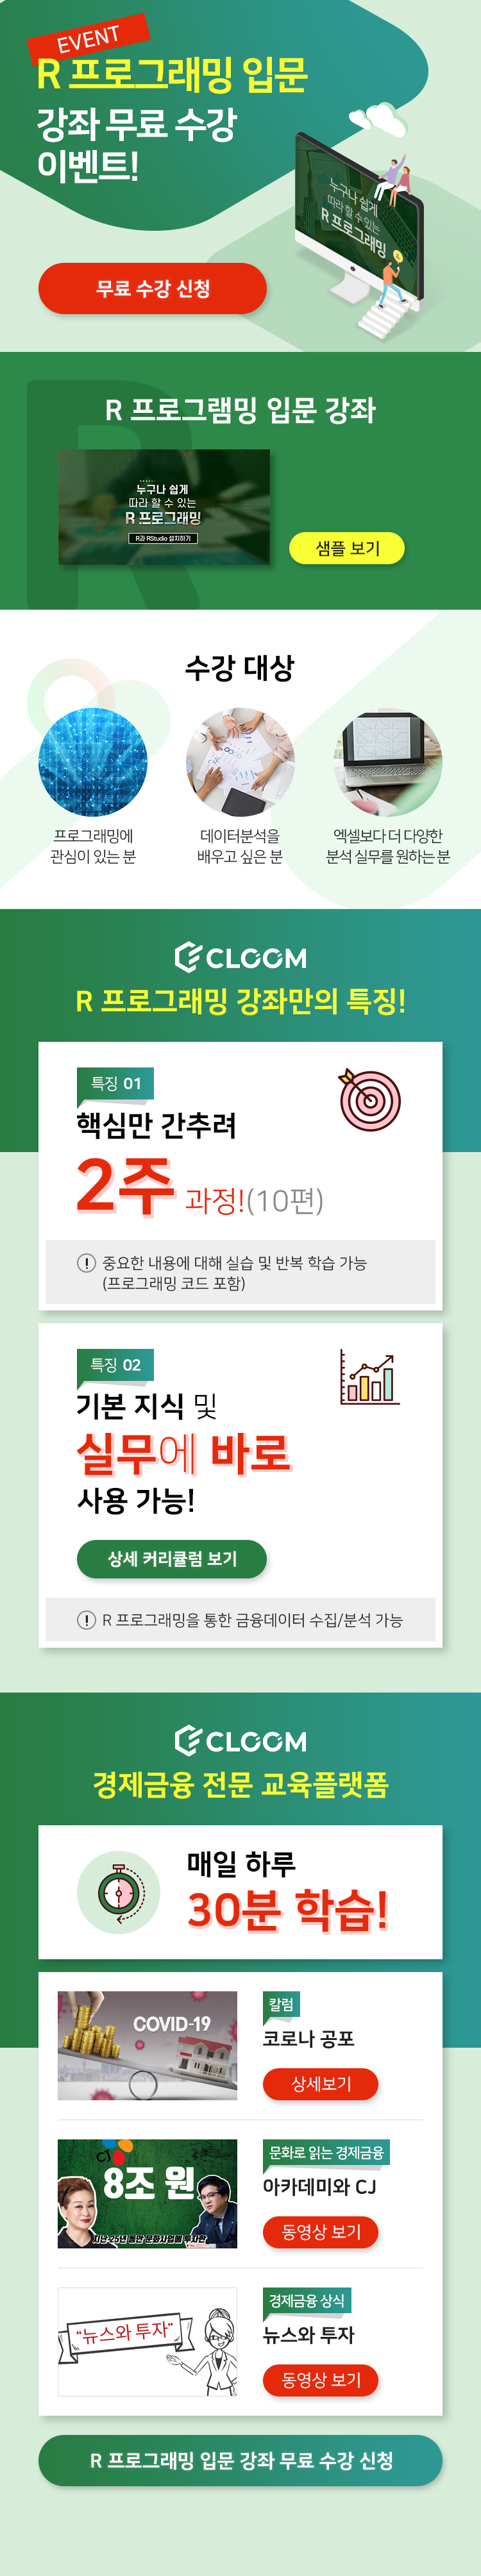 EVENT
R 프로그래밍 입문
강좌 무료 수강
이벤트!
누구나 쉽게
따라 할 수 있는
R 프로그래밍
무료 수강 신청
R 프로그램밍 입문 강좌
누구나 쉽게
따라 할 수 있는
R 프로그래밍
R과 RStudio 설치하기
샘플 보기
수강 대상
프로그래밍에
관심이 있는 분
데이터분석을
배우고 싶은 분
엑셀보다 더 다양한
분석 실무를 원하는 분
CLOOM
R 프로그래밍 강좌만의 특징!
특징 01
핵심만 간추려
2주 과정!(10편)
중요한 내용에 대해 실습 및 반복 학습 가능
(프로그래밍 코드 포함)
특징 02
기본 지식 및
실무에 바로
사용 가능!
상세 커리큘럼 보기
R 프로그래밍을 통한 금융데이터 수집/분석 가능
CLOOM
경제금융 전문 교육플랫폼
매일 하루
30분 학습!
COVID-19
칼럼
코로나 공포
상세보기
CJ
8조 원
지난 25년 동안 문화사업에 투자한
문화로 읽는 경제금융
아카데미와 CJ
동영상 보기
"뉴스와 투자"
경제금융 상식
뉴스와 투자
동영상 보기
R 프로그래밍 입문 강좌 무료 수강 신청